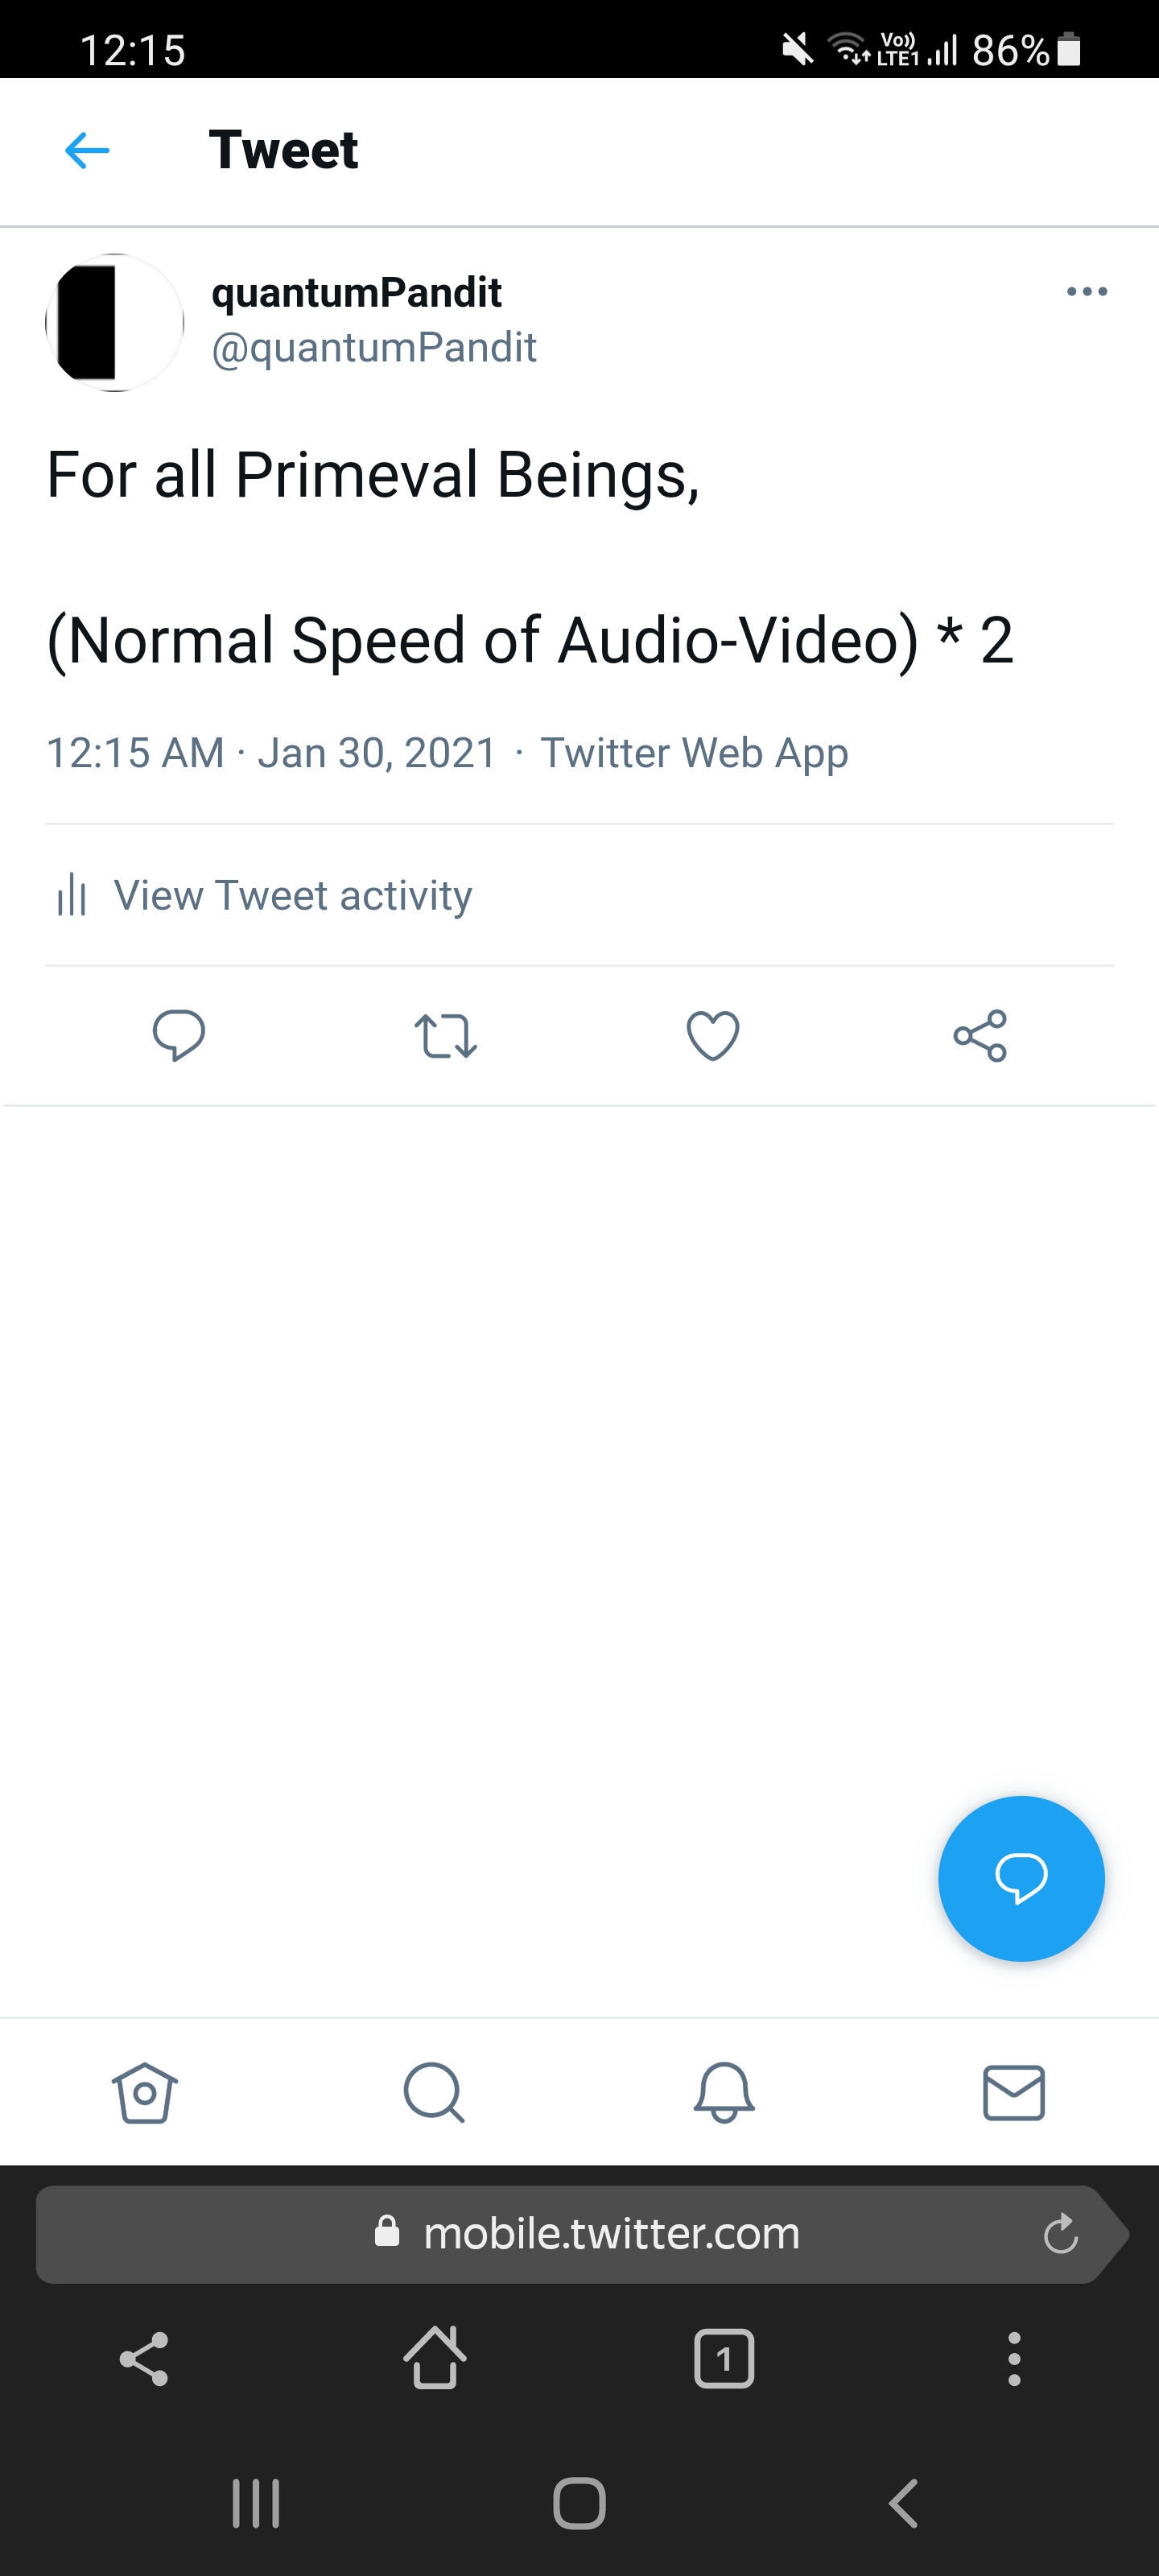 12:15 Vo)) LTE1 86%
Tweet
quantumPandit
@quantumPandit
For all Primeval Beings,
(Normal Speed of Audio-Video) * 2
12:15 AM · Jan 30, 2021 · Twitter Web App
View Tweet activity
mobile.twitter.com
1